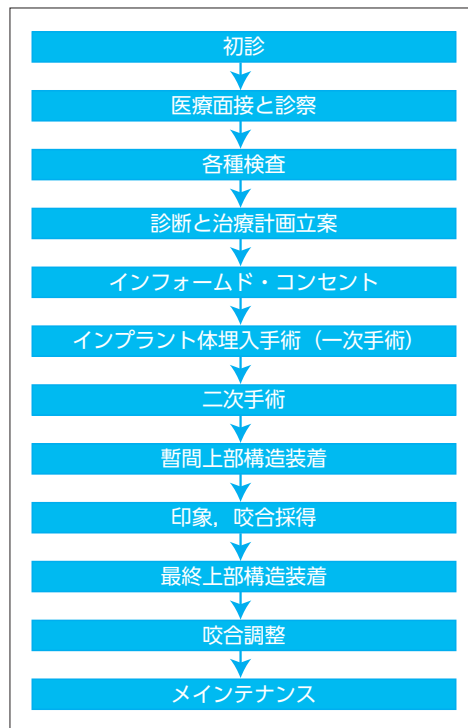 初診
医療面接と診察
各種検査
診断と治療計画立案
インフォームド・コンセント
インプラント体埋入手術（一次手術）
二次手術
暫間上部構造装着
印象，咬合採得
最終上部構造装着
咬合調整
メインテナンス